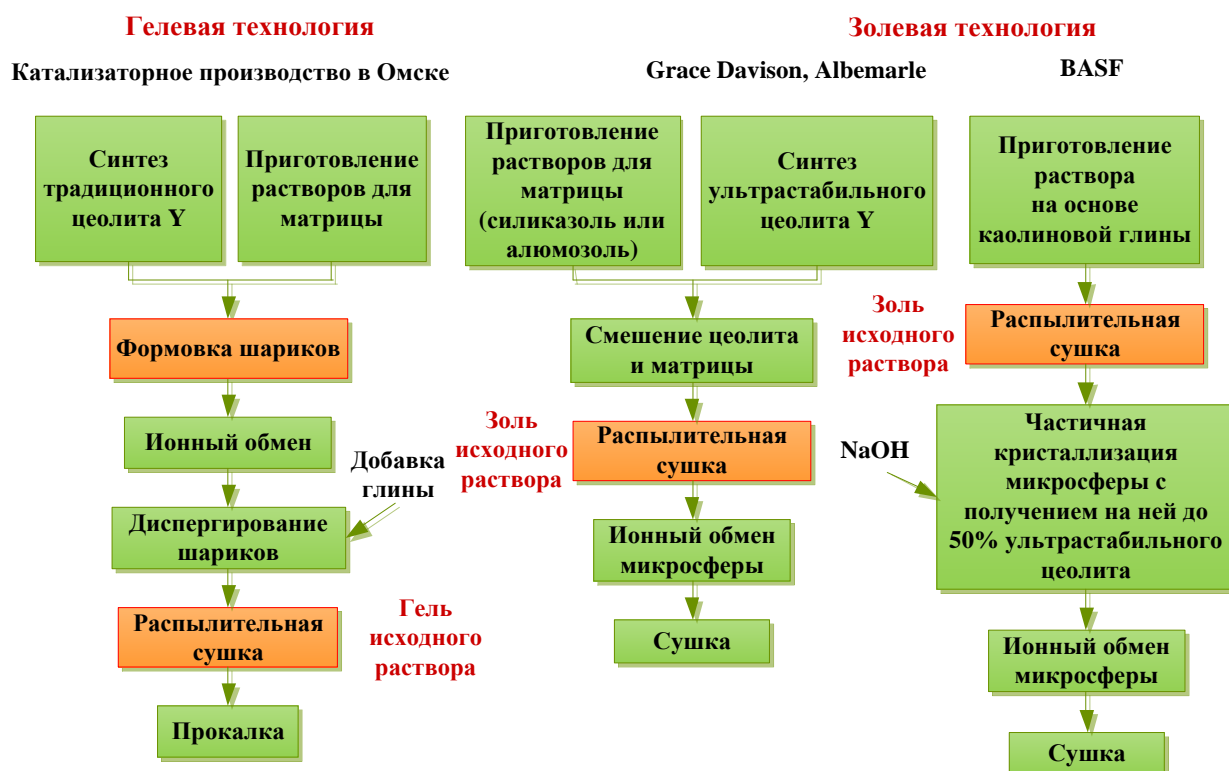 Гелевая технология
Катализаторное производство в Омске
Синтез
традиционного
цеолита Y
Приготовление
растворов для
матрицы
Формовка шариков
Ионный обмен
Добавка
глины
Диспергирование
шариков
Распылительная
сушка
Гель
исходного
раствора
Прокалка
Золевая технология
Grace Davison, Albemarle
Приготовление
растворов для
матрицы
(силиказоль или
алюмозоль)
Синтез
ультрастабильного
цеолита Y
Смешение цеолита
и матрицы
Золь
исходного
раствора
Распылительная
сушка
Ионный обмен
микросферы
Сушка
BASF
Приготовление
раствора
на основе
каолиновой глины
Золь
исходного
раствора
Распылительная
сушка
NaOH
Частичная
кристаллизация
микросферы с
получением на ней до
50% ультрастабильного
цеолита
Ионный обмен
микросферы
Сушка